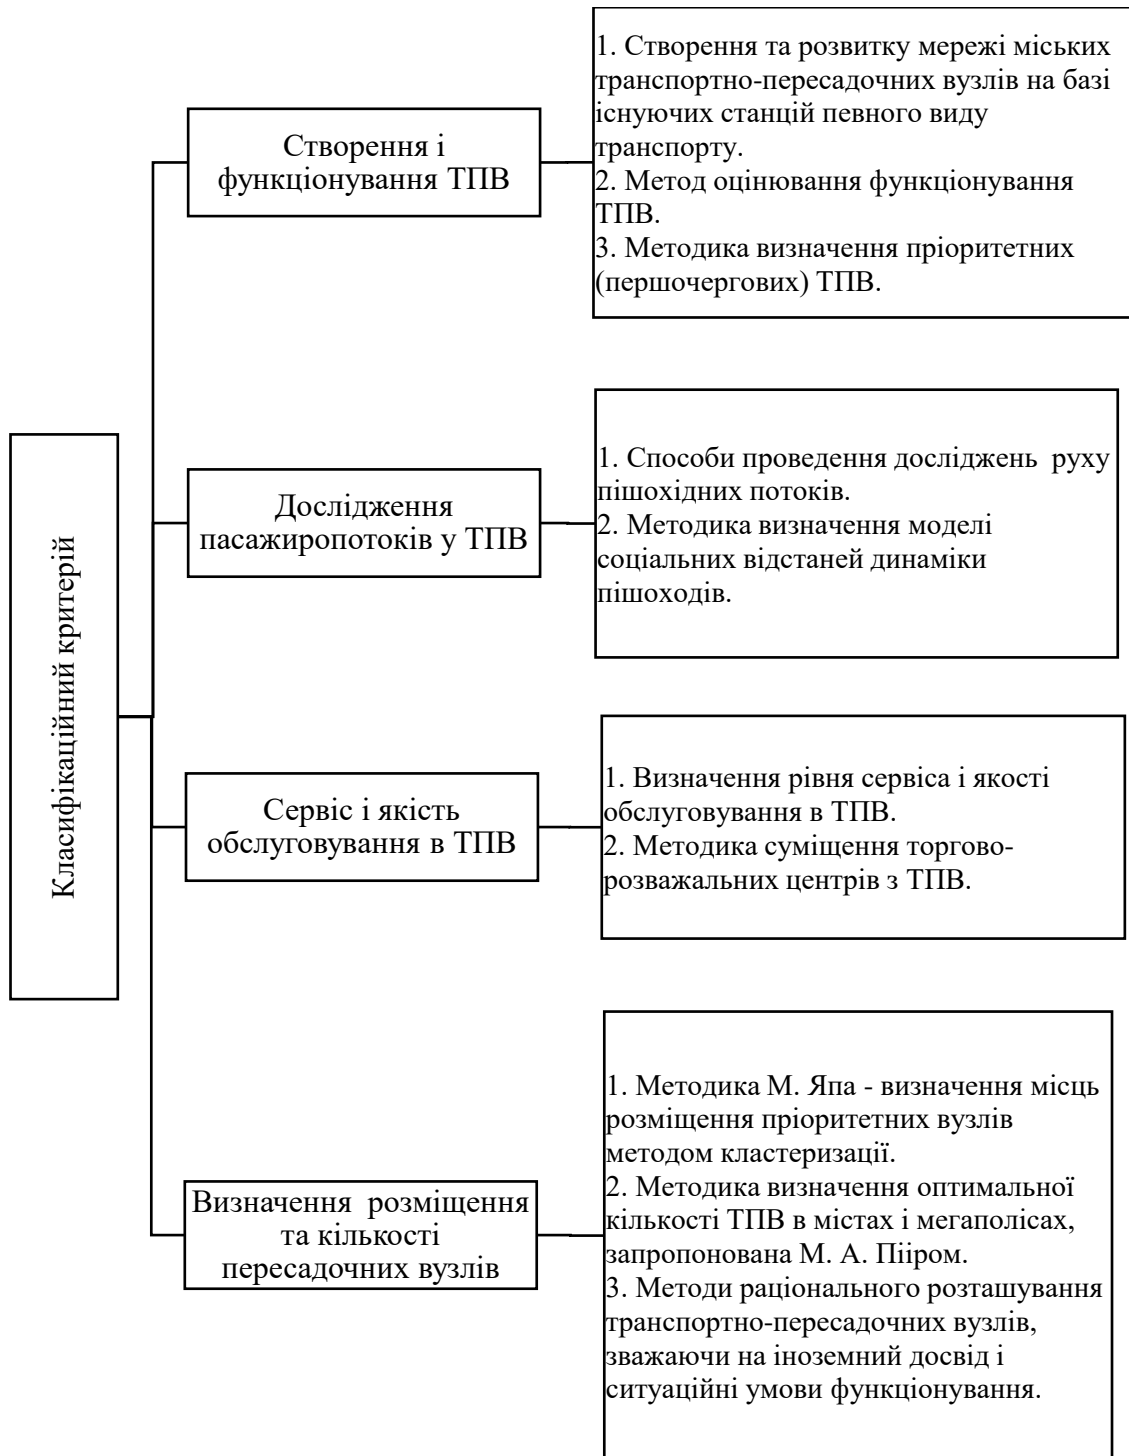 Класифікаційний критерій
Створення і
функціонування ТПВ
1. Створення та розвитку мережі міських
транспортно-пересадочних вузлів на базі
існуючих станцій певного виду
транспорту.
2. Метод оцінювання функціонування
ТПВ.
3. Методика визначення пріоритетних
(першочергових) ТПВ.
Дослідження
пасажиропотоків у ТПВ
1. Способи проведення досліджень  руху
пішохідних потоків.
2. Методика визначення моделі
соціальних відстаней динаміки
пішоходів.
Сервіс і якість
обслуговування в ТПВ
1. Визначення рівня сервіса і якості
обслуговування в ТПВ.
2. Методика суміщення торгово-
розважальних центрів з ТПВ.
Визначення  розміщення
та кількості
пересадочних вузлів
1. Методика М. Япа - визначення місць
розміщення пріоритетних вузлів
методом кластеризації.
2. Методика визначення оптимальної
кількості ТПВ в містах і мегаполісах,
запропонована М. А. Пііром.
3. Методи раціонального розташування
транспортно-пересадочних вузлів,
зважаючи на іноземний досвід і
ситуаційні умови функціонування.